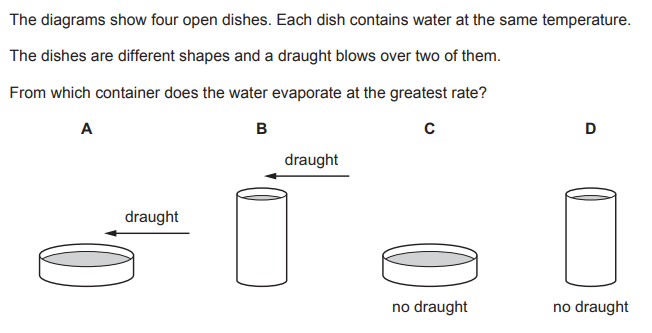 The diagrams show four open dishes. Each dish contains water at the same temperature.
The dishes are different shapes and a draught blows over two of them.
From which container does the water evaporate at the greatest rate?
A B C D
draught
draught
no draught no draught